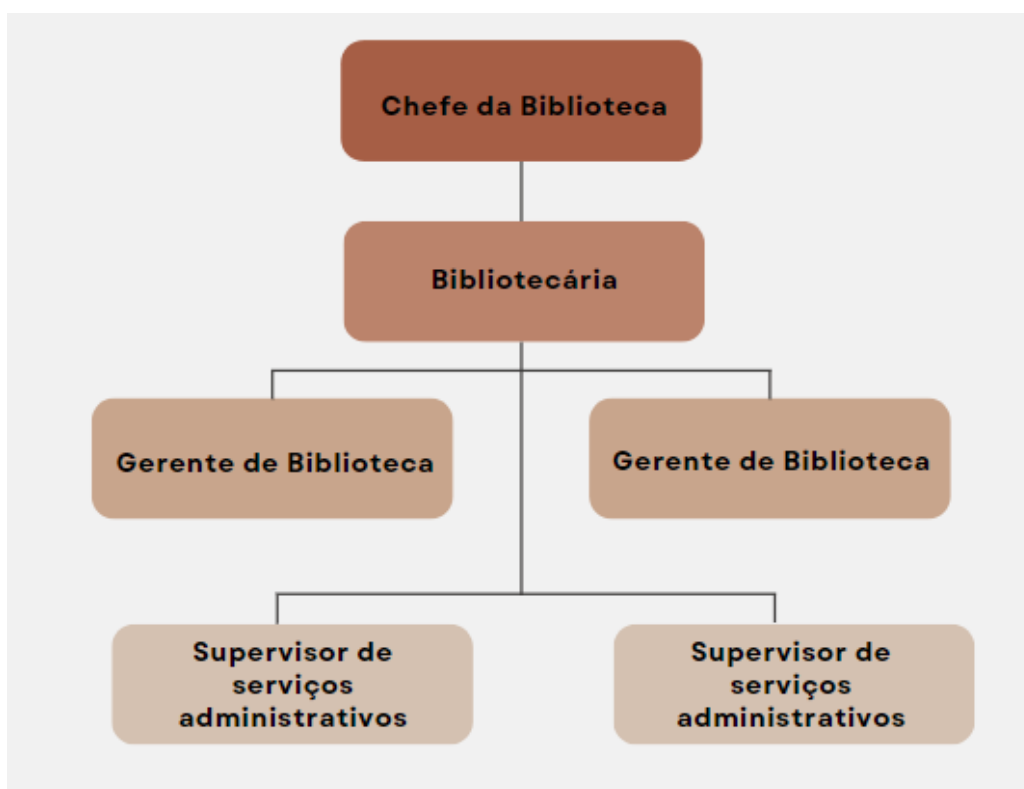 Chefe da Biblioteca
Bibliotecária
Gerente de Biblioteca
Gerente de Biblioteca
Supervisor de
serviços
administrativos
Supervisor de
serviços
administrativos